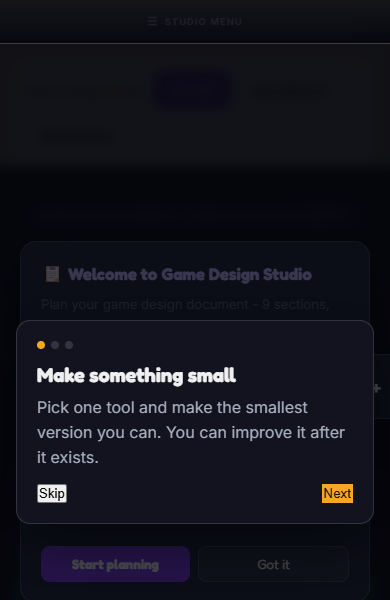 ☰ STUDIO MENU
📋 Welcome to Game Design Studio
Plan your game design document - 9 sections,
Make something small
Pick one tool and make the smallest
version you can. You can improve it after
it exists.
Skip
Next
+
Start planning
Got it